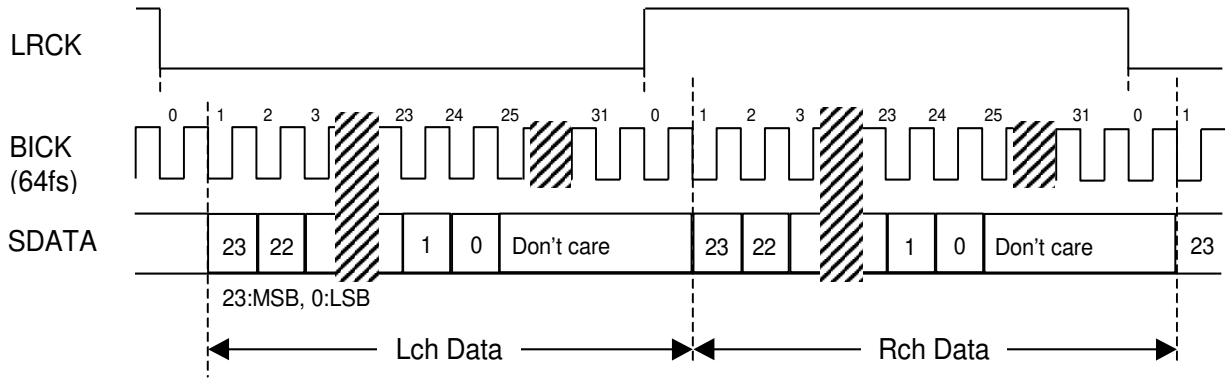 LRCK
0 1 2 3 23 24 25 31 0 1 2 3 23 24 25 31 0 1
BICK
(64fs)
SDATA 23 22 1 0 Don't care 23 22 1 0 Don't care 23
23:MSB, 0:LSB
Lch Data Rch Data